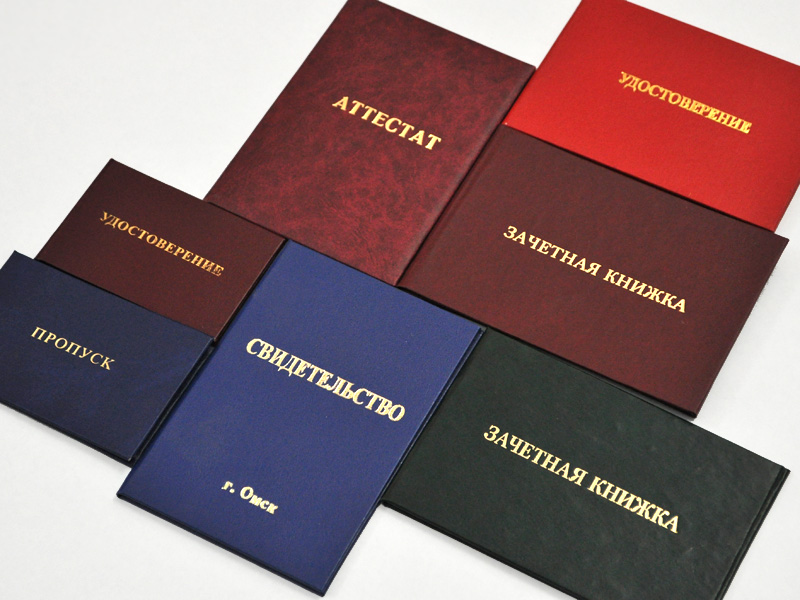 АТТЕСТАТ
УДОСТОВЕРЕНИЕ
ЗАЧЕТНАЯ КНИЖКА
УДОСТОВЕРЕНИЕ
ПРОПУСК
СВИДЕТЕЛЬСТВО
г. Омск
ЗАЧЕТНАЯ КНИЖКА